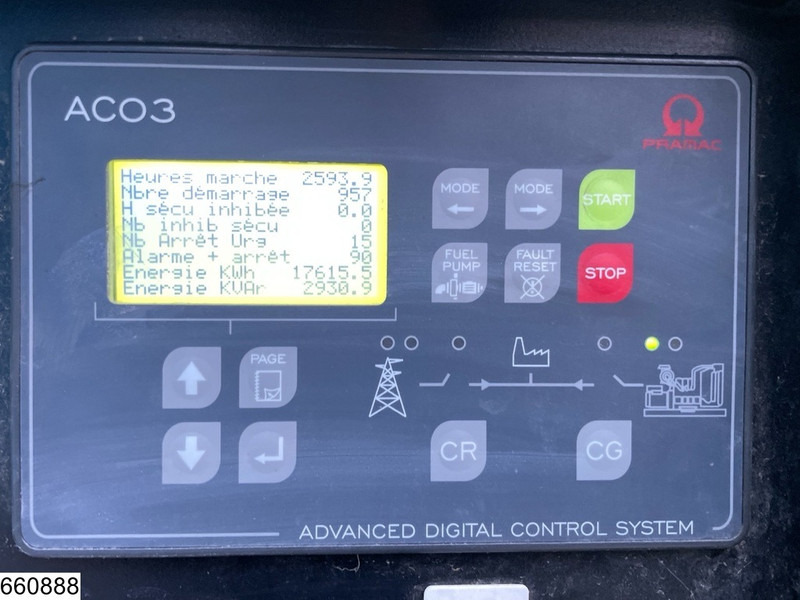 ACO3
PRAMAC
Heures marche 2593.9
Nbre démarrage 957
H sécu inhibée 0.0
Nb inhib sécu 0
Nb Arrêt Urg 15
Alarme + arrêt 90
Energie KWh 17615.5
Energie KVAr 2930.9
MODE
MODE
START
FUEL PUMP
FAULT RESET
STOP
PAGE
CR
CG
ADVANCED DIGITAL CONTROL SYSTEM
660888